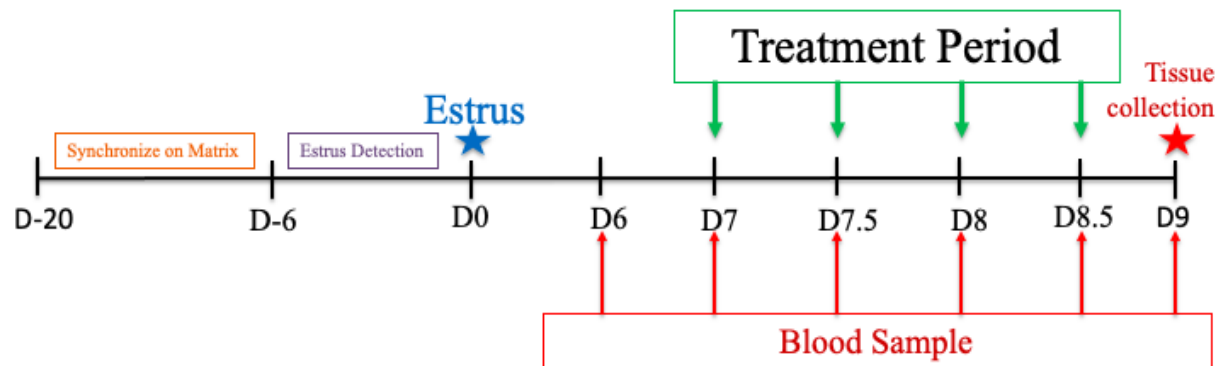 Treatment Period
Tissue
collection
Estrus
Synchronize on Matrix
Estrus Detection
D-20
D-6
D0
D6
D7
D7.5
D8
D8.5
D9
Blood Sample